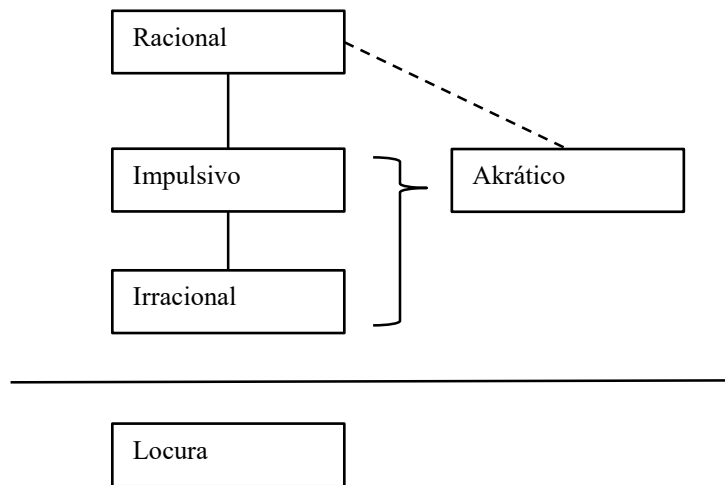 Racional
Impulsivo
Akrático
Irracional
Locura